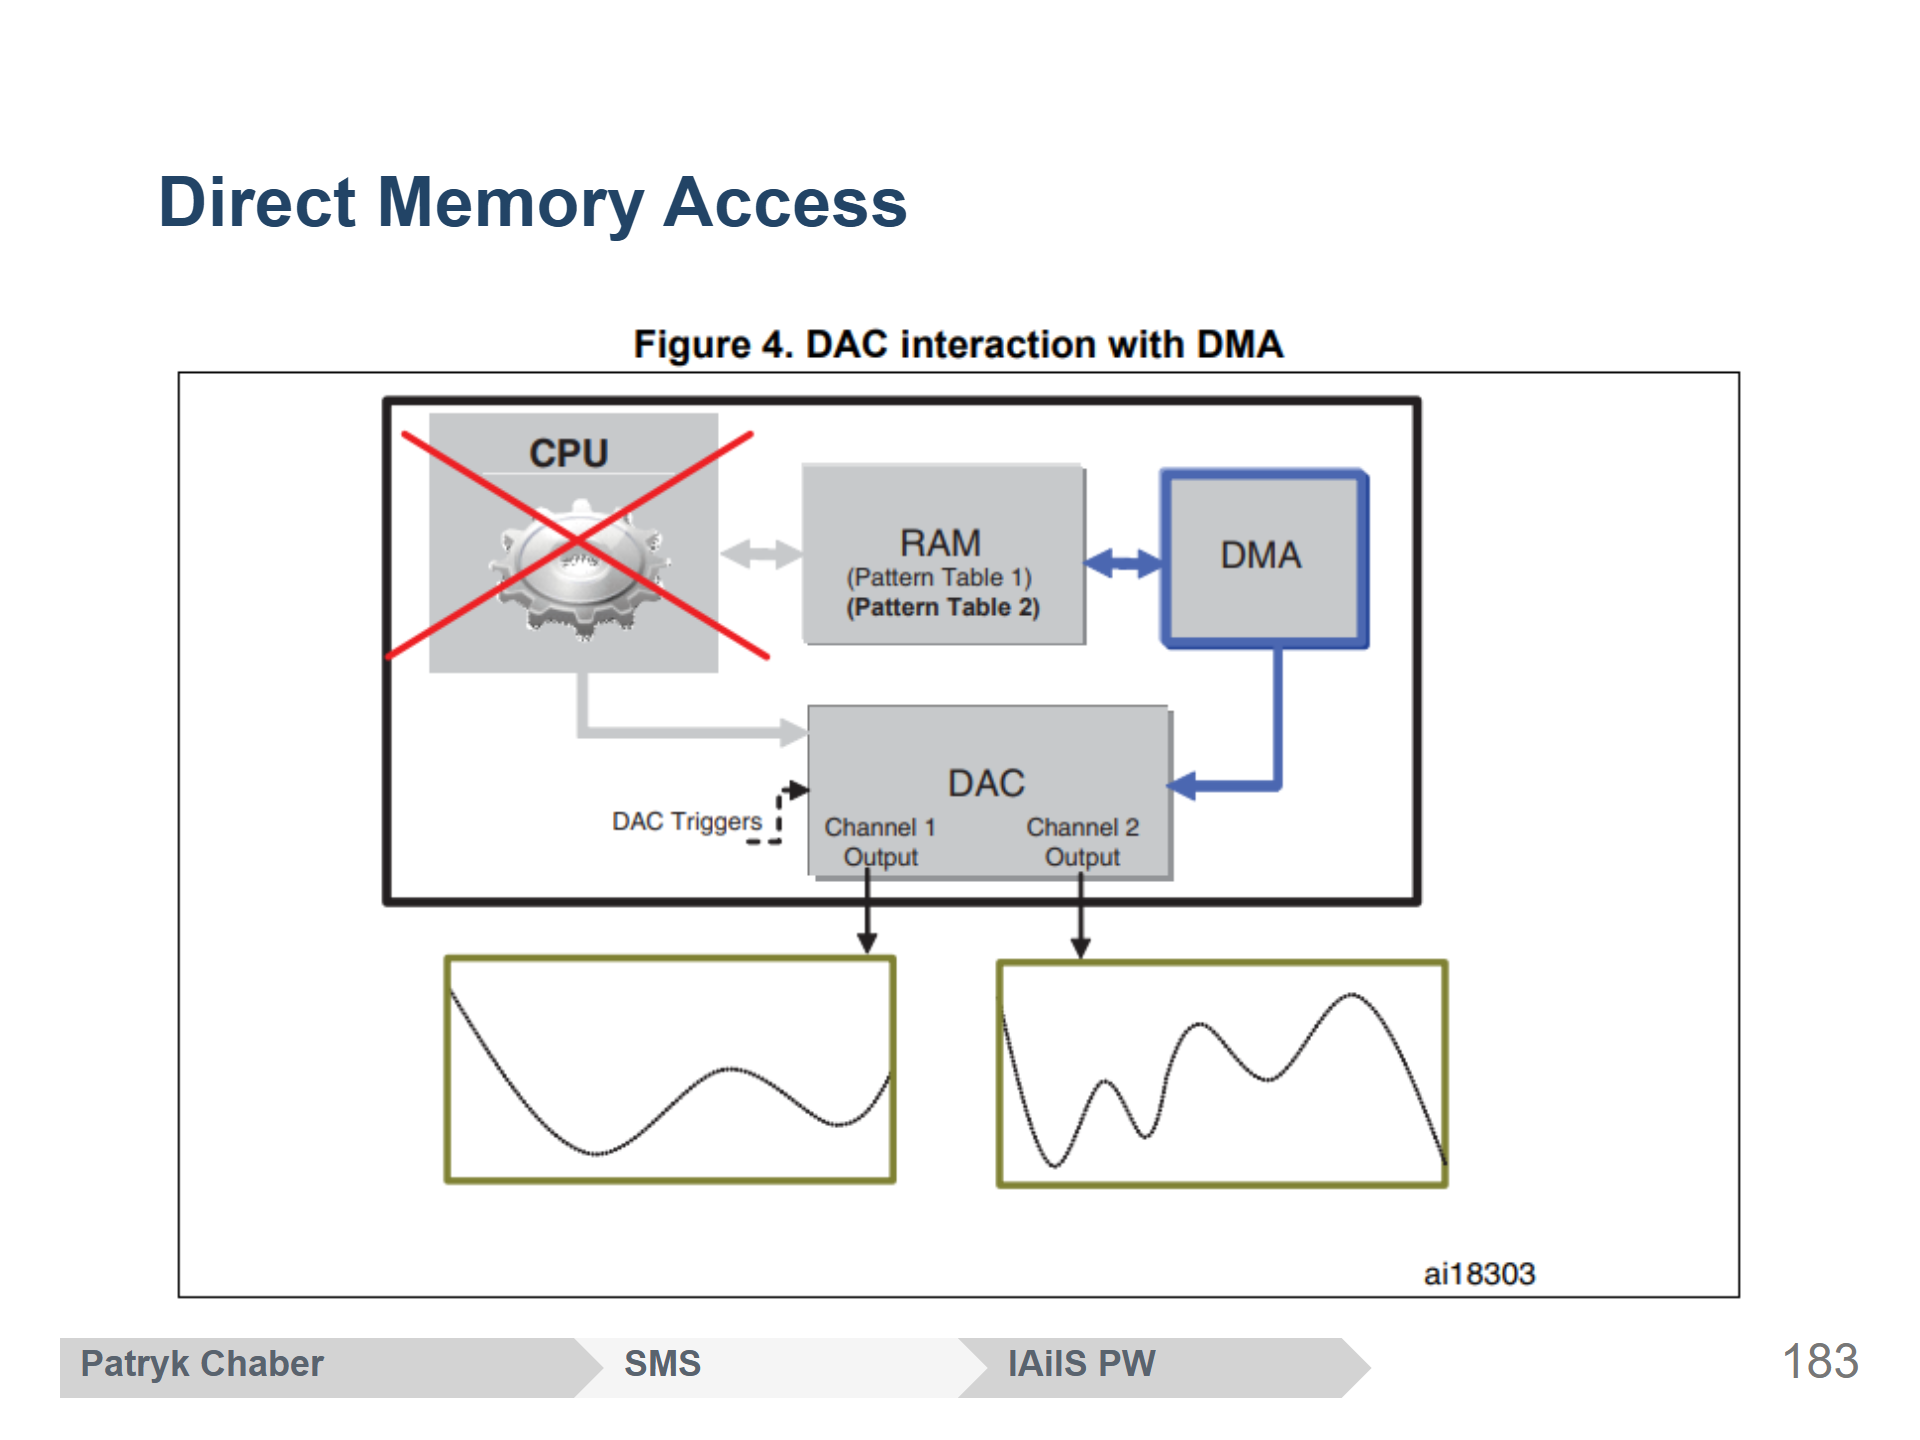 Direct Memory Access
Figure 4. DAC interaction with DMA
CPU
RAM
(Pattern Table 1)
(Pattern Table 2)
DMA
DAC
DAC Triggers
Channel 1
Output
Channel 2
Output
ai18303
Patryk Chaber
SMS
IAiIS PW
183